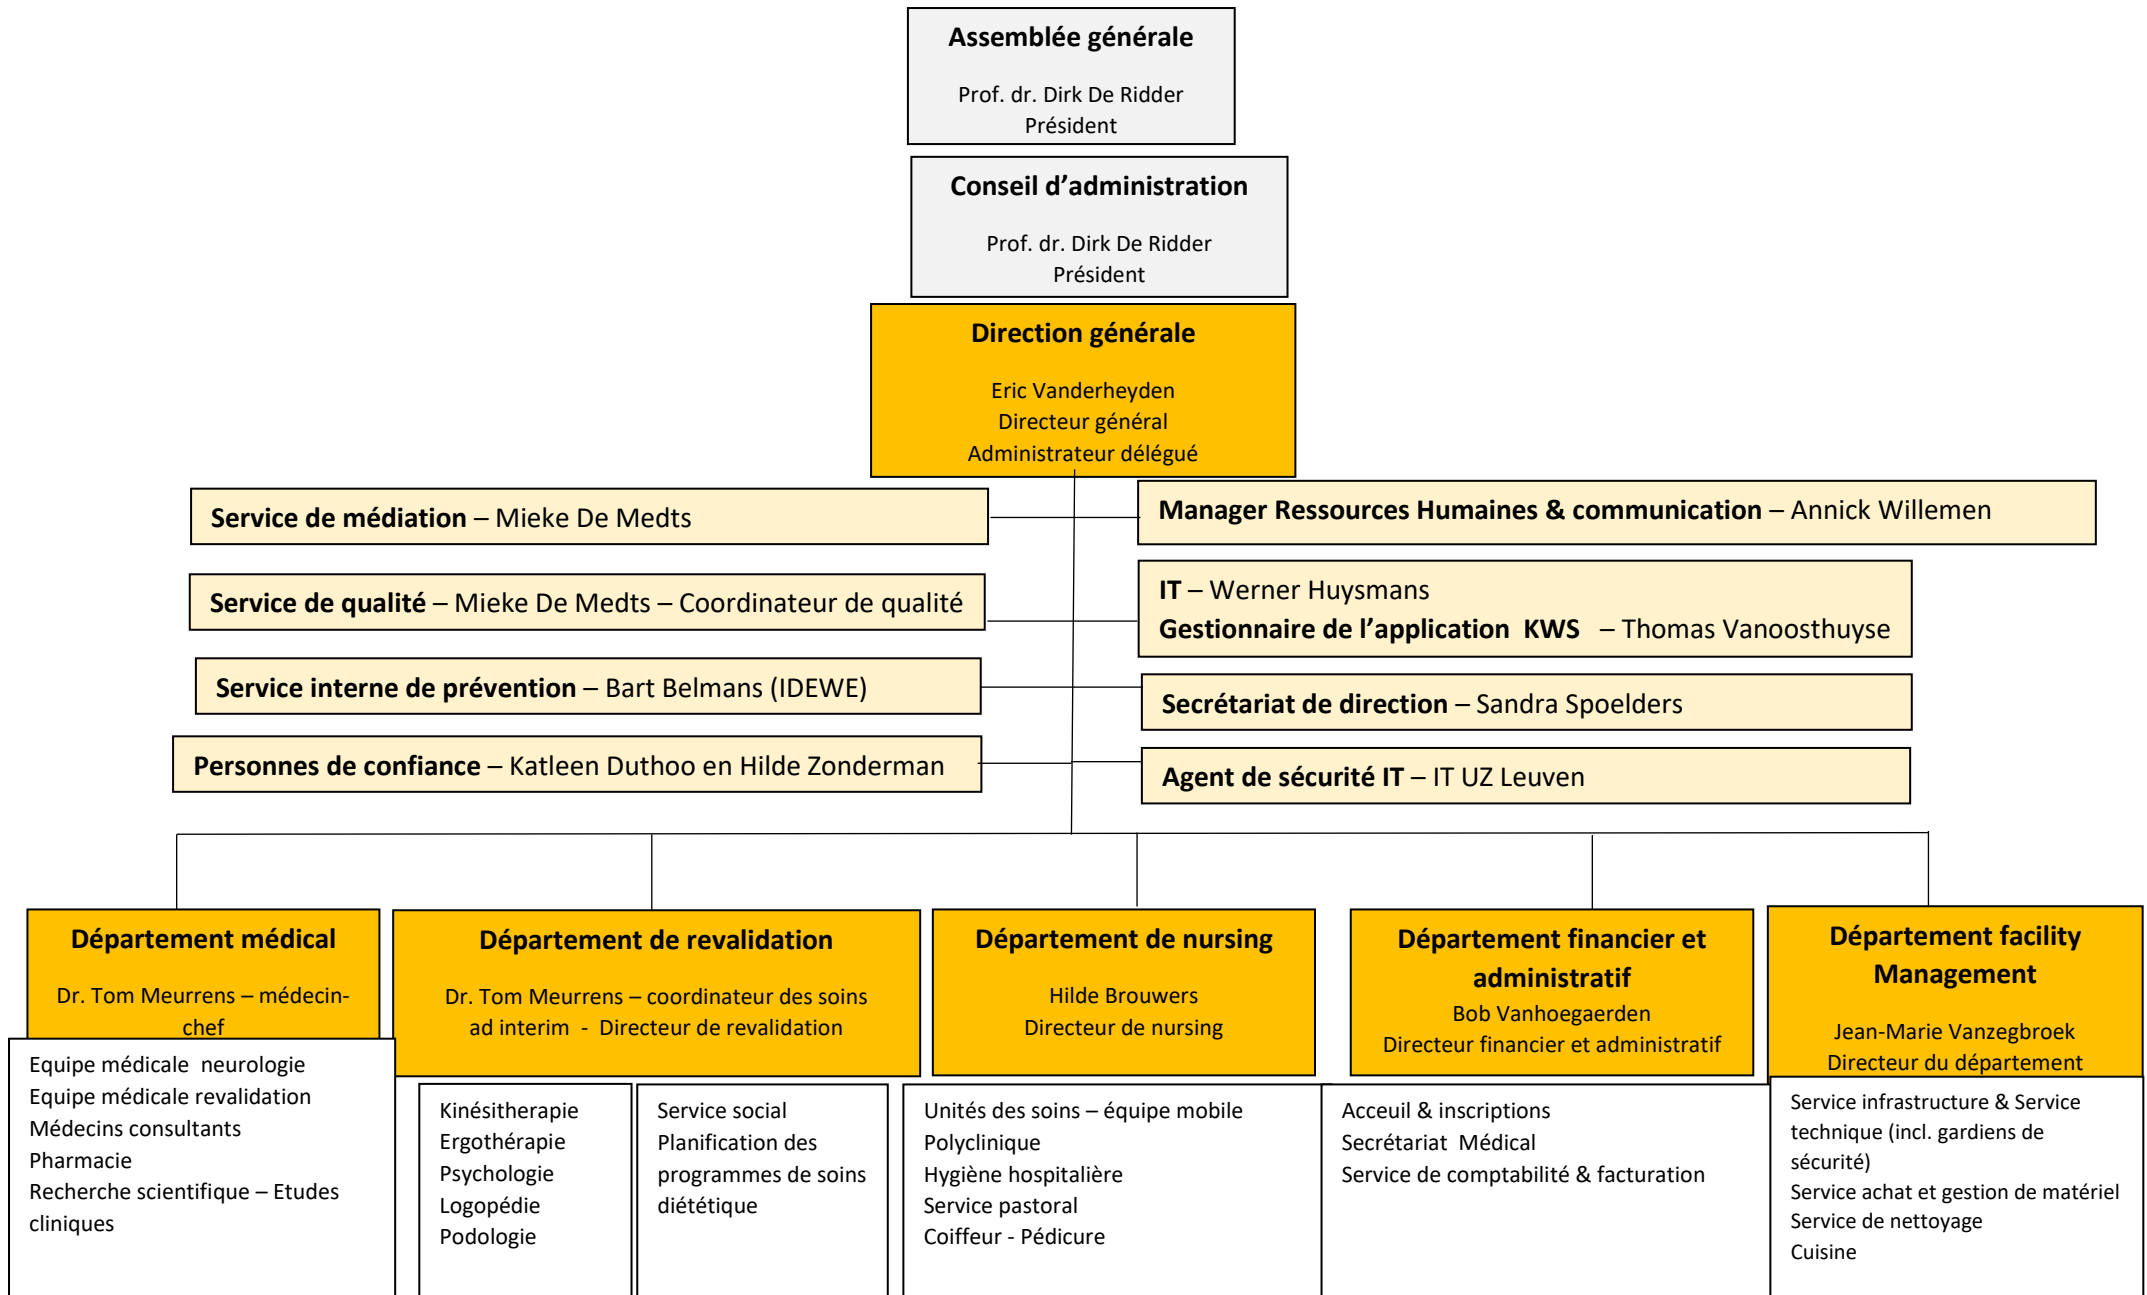 Assemblée générale
Prof. dr. Dirk De Ridder
Président
Conseil d’administration
Prof. dr. Dirk De Ridder
Président
Direction générale
Eric Vanderheyden
Directeur général
Administrateur délégué
Service de médiation – Mieke De Medts
Manager Ressources Humaines & communication – Annick Willemen
Service de qualité – Mieke De Medts – Coordinateur de qualité
IT – Werner Huysmans
Gestionnaire de l’application KWS – Thomas Vanoosthuyse
Service interne de prévention – Bart Belmans (IDEWE)
Secrétariat de direction – Sandra Spoelders
Personnes de confiance – Katleen Duthoo en Hilde Zonderman
Agent de sécurité IT – IT UZ Leuven
Département médical
Dr. Tom Meurrens – médecin-
chef
Equipe médicale neurologie
Equipe médicale revalidation
Médecins consultants
Pharmacie
Recherche scientifique – Etudes
cliniques
Département de revalidation
Dr. Tom Meurrens – coordinateur des soins
ad interim - Directeur de revalidation
Kinésitherapie
Ergothérapie
Psychologie
Logopédie
Podologie
Service social
Planification des
programmes de soins
diététique
Département de nursing
Hilde Brouwers
Directeur de nursing
Unités des soins – équipe mobile
Polyclinique
Hygiène hospitalière
Service pastoral
Coiffeur - Pédicure
Département financier et
administratif
Bob Vanhoegaerden
Directeur financier et administratif
Acceuil & inscriptions
Secrétariat Médical
Service de comptabilité & facturation
Département facility
Management
Jean-Marie Vanzegbroek
Directeur du département
Service infrastructure & Service
technique (incl. gardiens de
sécurité)
Service achat et gestion de matériel
Service de nettoyage
Cuisine